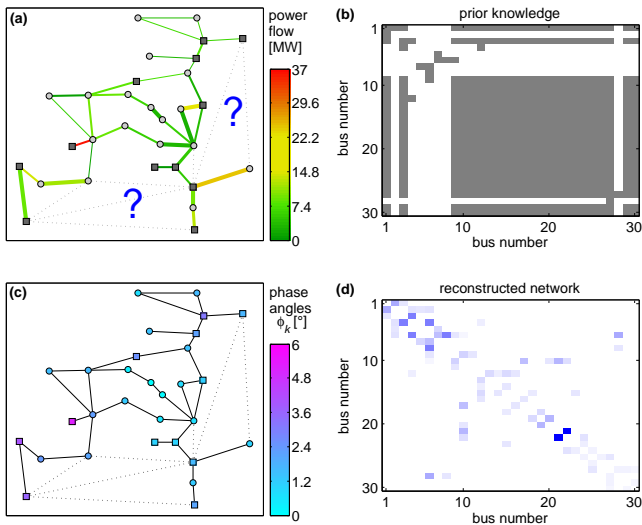 (a)
power
flow
[MW]
37
29.6
22.2
14.8
7.4
0
?
?
(b)
prior knowledge
bus number
1
10
20
30
1
10
20
30
bus number
(c)
phase
angles
ϕk [°]
6
4.8
3.6
2.4
1.2
0
(d)
reconstructed network
bus number
1
10
20
30
1
10
20
30
bus number